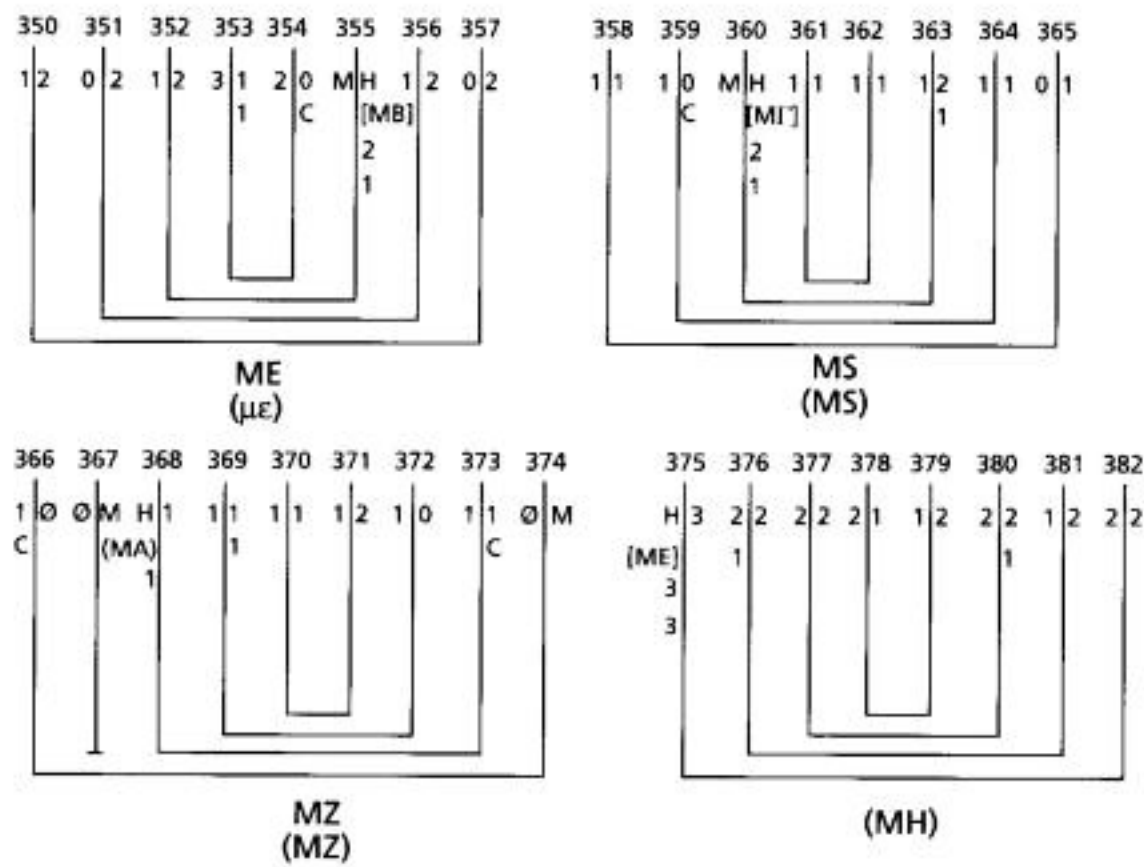 350 351 352 353 354 355 356 357
1 2 0 2 1 2 3 1 2 0 M H 1 2 0 2
1 C [MB]
2
1
ME
(με)
358 359 360 361 362 363 364 365
1 1 1 0 M H 1 1 1 1 1 2 1 1 0 1
C [MΓ] 1
2
1
MS
(MS)
366 367 368 369 370 371 372 373 374
1 Ø Ø M H 1 1 1 1 1 1 2 1 0 1 1 Ø M
C (MA) 1 C
1
MZ
(MZ)
375 376 377 378 379 380 381 382
H 3 2 2 2 2 2 1 1 2 2 2 1 2 2 2
[ME] 1 1
3
3
(MH)